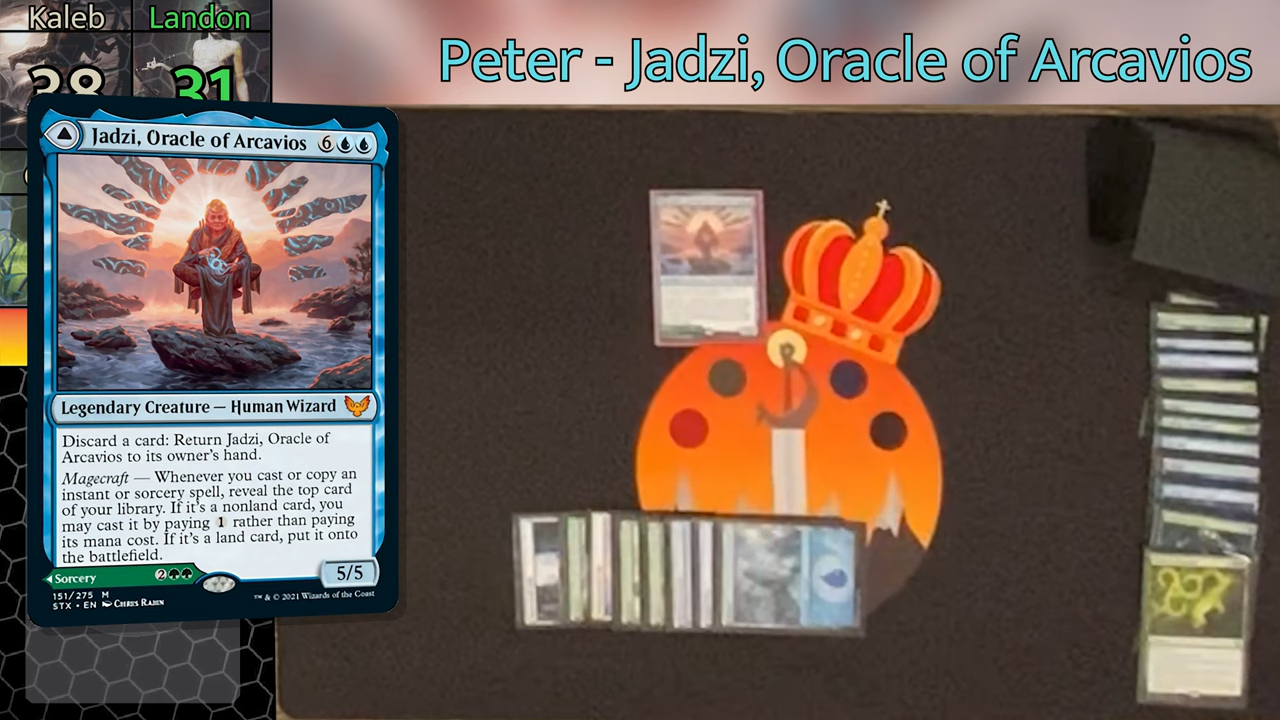 Kaleb Landon
38 31
Peter - Jadzi, Oracle of Arcavios
Jadzi, Oracle of Arcavios 6
Legendary Creature — Human Wizard
Discard a card: Return Jadzi, Oracle of
Arcavios to its owner's hand.
Magecraft — Whenever you cast or copy an
instant or sorcery spell, reveal the top card
of your library. If it's a nonland card, you
may cast it by paying 1 rather than paying
its mana cost. If it's a land card, put it onto
the battlefield.
Sorcery 2
5/5
151/275 M
STX • EN Chris Rahn
™ & © 2021 Wizards of the Coast